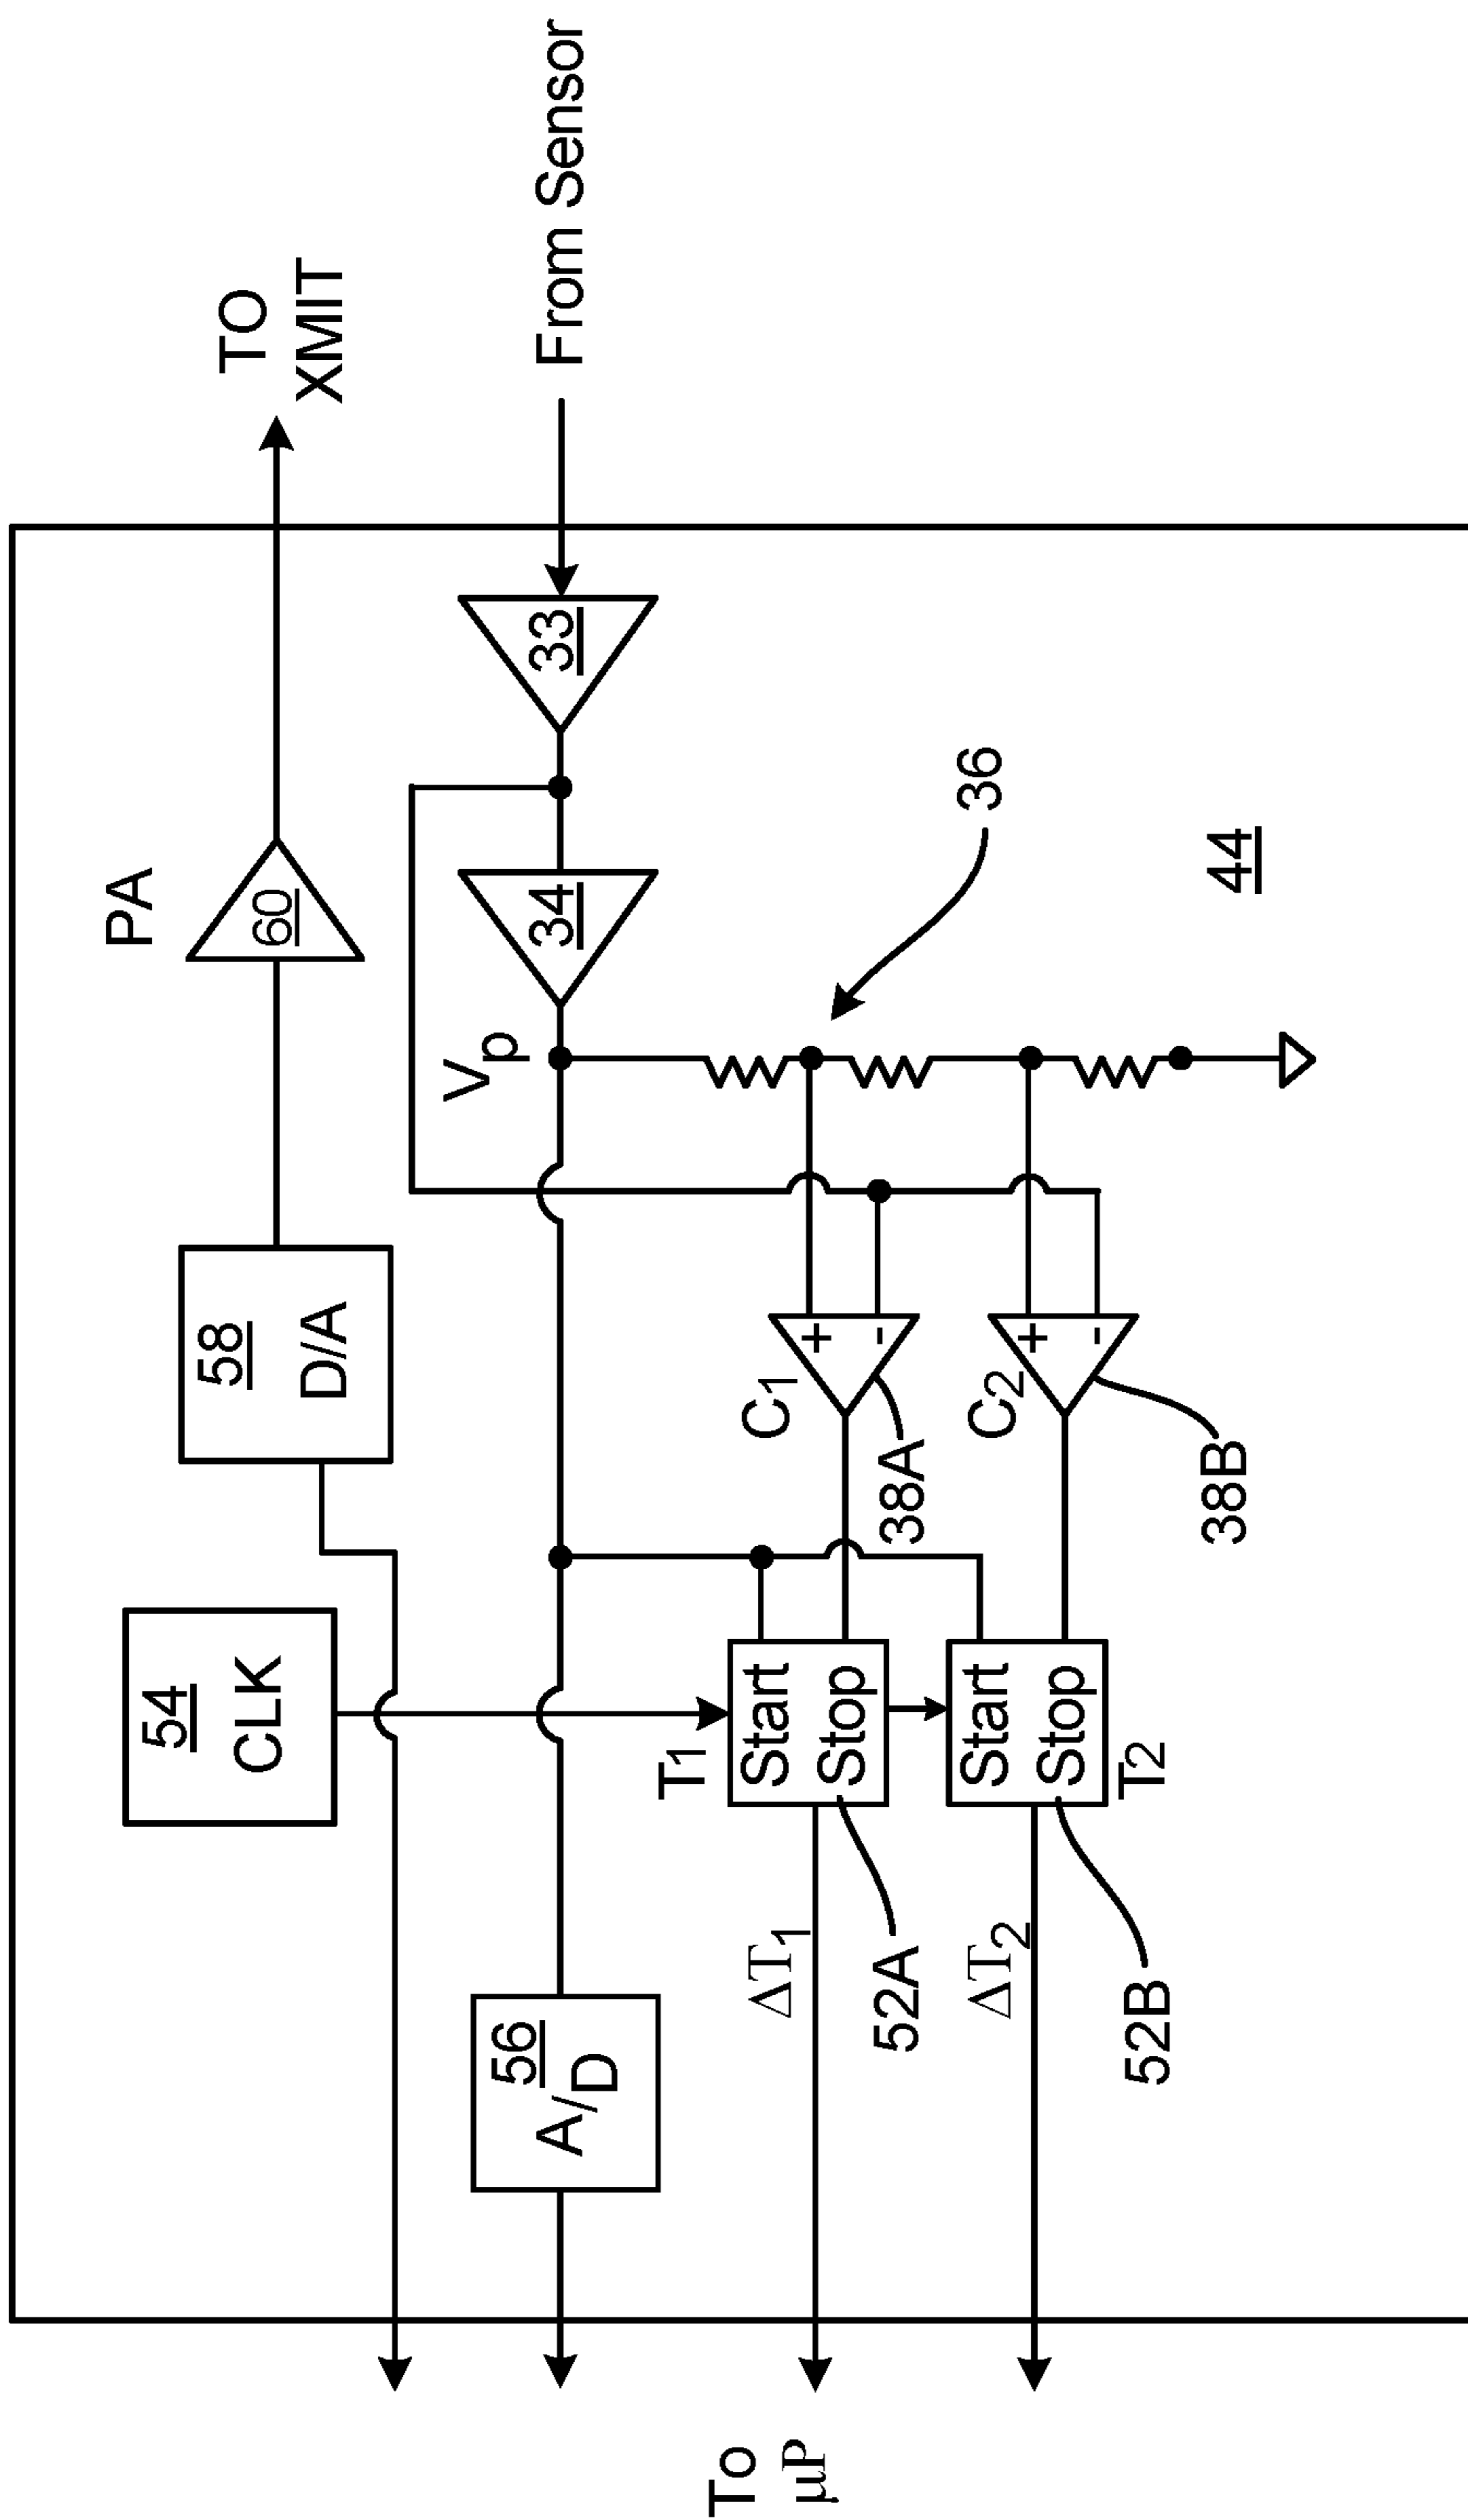 TO
XMIT
From Sensor
PA
60
33
34
Vp
36
44
58
D/A
C1
+
-
38A
C2
+
-
38B
54
CLK
T1
Start
Stop
Start
Stop
T2
56
A/D
ΔT1
52A
ΔT2
52B
To
µP